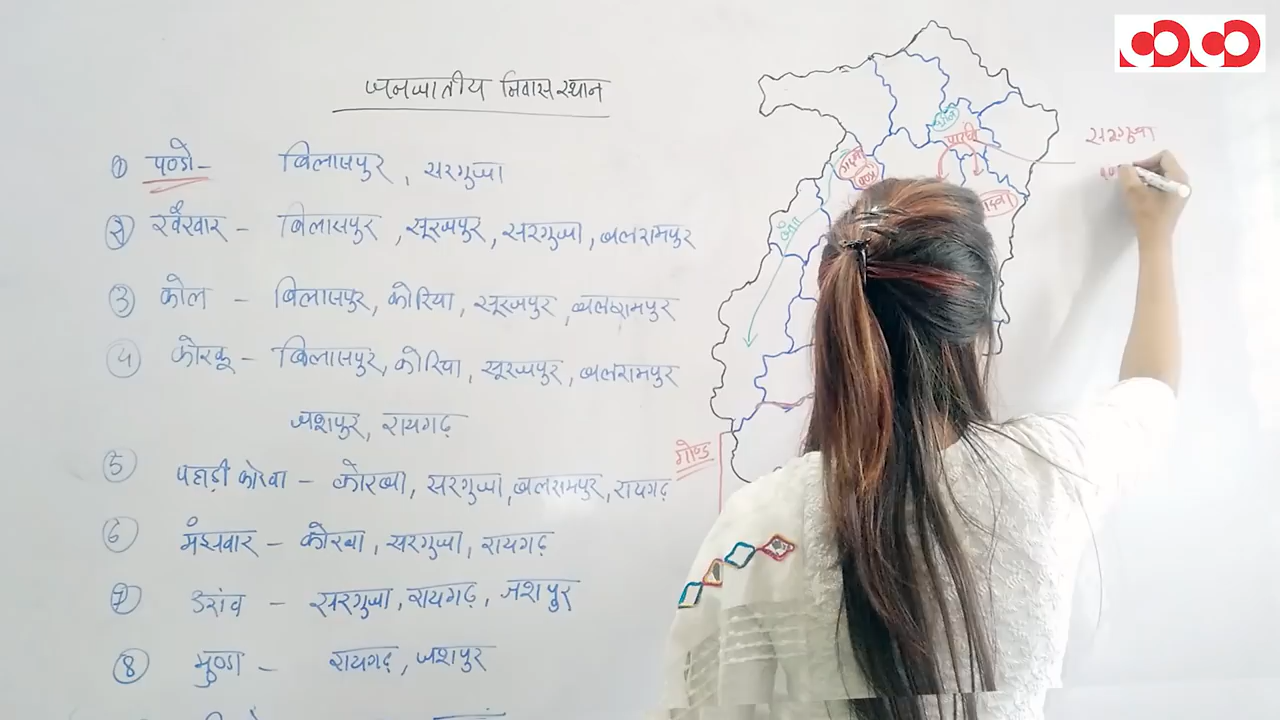 जनजातीय निवास स्थान
① पण्डो - बिलासपुर, सरगुजा
② खैरवार - बिलासपुर, सूरजपुर, सरगुजा, बलरामपुर
③ कोल - बिलासपुर, कोरिया, सूरजपुर, बलरामपुर
④ कोरकू - बिलासपुर, कोरिया, सूरजपुर, बलरामपुर
जशपुर, रायगढ़
⑤ पहाड़ी कोरवा - कोरबा, सरगुजा, बलरामपुर, रायगढ़
⑥ मंझवार - कोरबा, सरगुजा, रायगढ़
⑦ उरांव - सरगुजा, रायगढ़, जशपुर
⑧ मुण्डा - रायगढ़, जशपुर
पारधी
बैगा
गोण्ड
सरगुजा